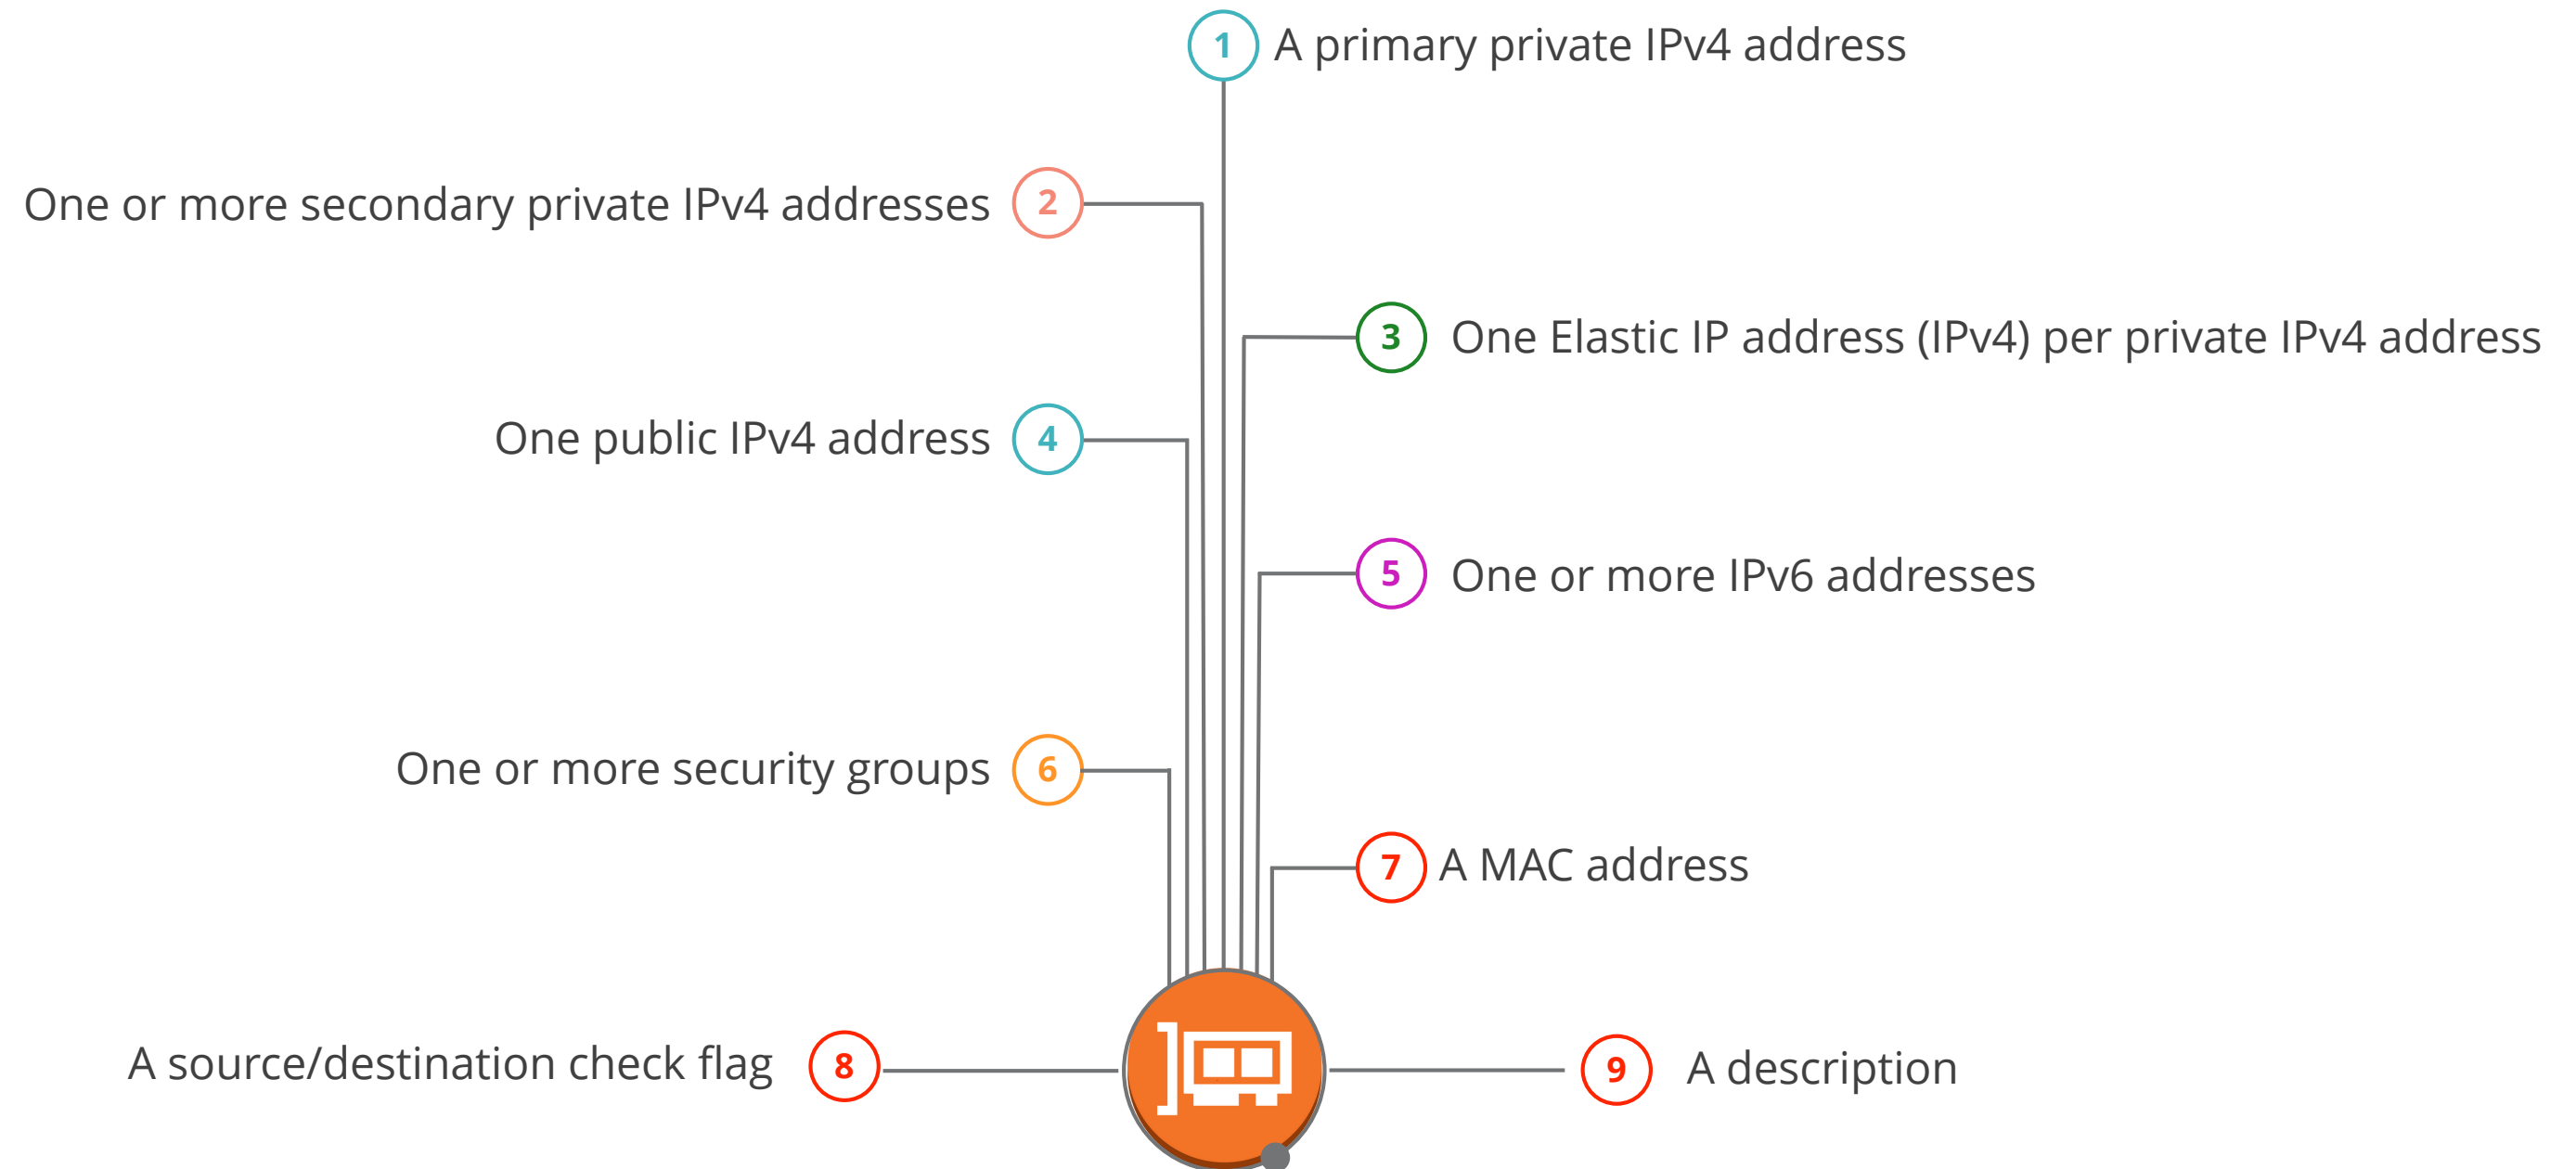 1 A primary private IPv4 address
One or more secondary private IPv4 addresses 2
3 One Elastic IP address (IPv4) per private IPv4 address
One public IPv4 address 4
5 One or more IPv6 addresses
One or more security groups 6
7 A MAC address
A source/destination check flag 8
9 A description